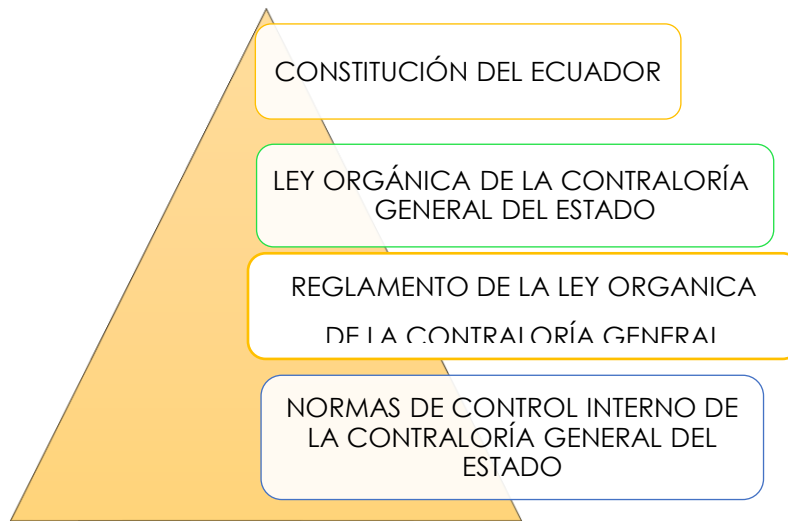 CONSTITUCIÓN DEL ECUADOR
LEY ORGÁNICA DE LA CONTRALORÍA
GENERAL DEL ESTADO
REGLAMENTO DE LA LEY ORGANICA
DE LA CONTRALORÍA GENERAL
NORMAS DE CONTROL INTERNO DE
LA CONTRALORÍA GENERAL DEL
ESTADO